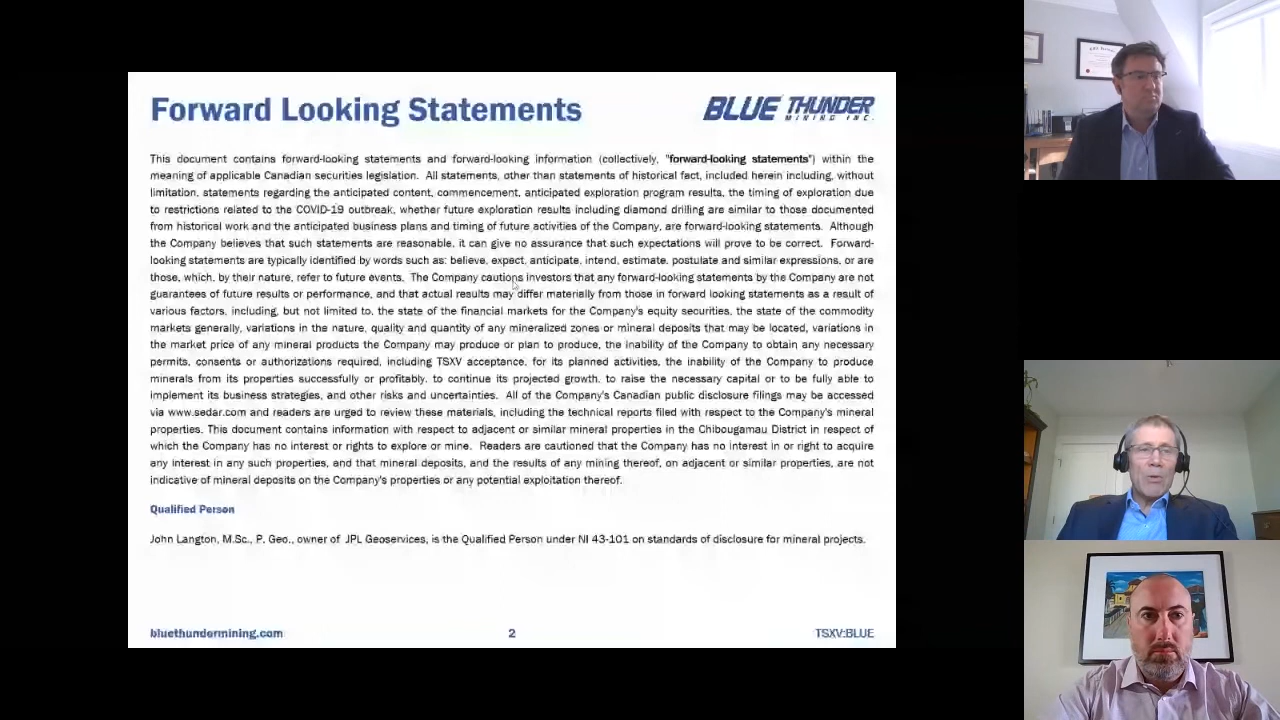 Forward Looking Statements
BLUE THUNDER
MINING INC.
This document contains forward-looking statements and forward-looking information (collectively, "forward-looking statements") within the
meaning of applicable Canadian securities legislation. All statements, other than statements of historical fact, included herein including, without
limitation, statements regarding the anticipated content, commencement, anticipated exploration program results, the timing of exploration due
to restrictions related to the COVID-19 outbreak, whether future exploration results including diamond drilling are similar to those documented
from historical work and the anticipated business plans and timing of future activities of the Company, are forward-looking statements. Although
the Company believes that such statements are reasonable, it can give no assurance that such expectations will prove to be correct. Forward-
looking statements are typically identified by words such as: believe, expect, anticipate, intend, estimate, postulate and similar expressions, or are
those, which, by their nature, refer to future events. The Company cautions investors that any forward-looking statements by the Company are not
guarantees of future results or performance, and that actual results may differ materially from those in forward looking statements as a result of
various factors, including, but not limited to, the state of the financial markets for the Company's equity securities, the state of the commodity
markets generally, variations in the nature, quality and quantity of any mineralized zones or mineral deposits that may be located, variations in
the market price of any mineral products the Company may produce or plan to produce, the inability of the Company to obtain any necessary
permits, consents or authorizations required, including TSXV acceptance, for its planned activities, the inability of the Company to produce
minerals from its properties successfully or profitably, to continue its projected growth, to raise the necessary capital or to be fully able to
implement its business strategies, and other risks and uncertainties. All of the Company's Canadian public disclosure filings may be accessed
via www.sedar.com and readers are urged to review these materials, including the technical reports filed with respect to the Company's mineral
properties. This document contains information with respect to adjacent or similar mineral properties in the Chibougamau District in respect of
which the Company has no interest or rights to explore or mine. Readers are cautioned that the Company has no interest in or right to acquire
any interest in any such properties, and that mineral deposits, and the results of any mining thereof, on adjacent or similar properties, are not
indicative of mineral deposits on the Company's properties or any potential exploitation thereof.
Qualified Person
John Langton, M.Sc., P. Geo., owner of JPL Geoservices, is the Qualified Person under NI 43-101 on standards of disclosure for mineral projects.
bluethundermining.com
2
TSXV:BLUE